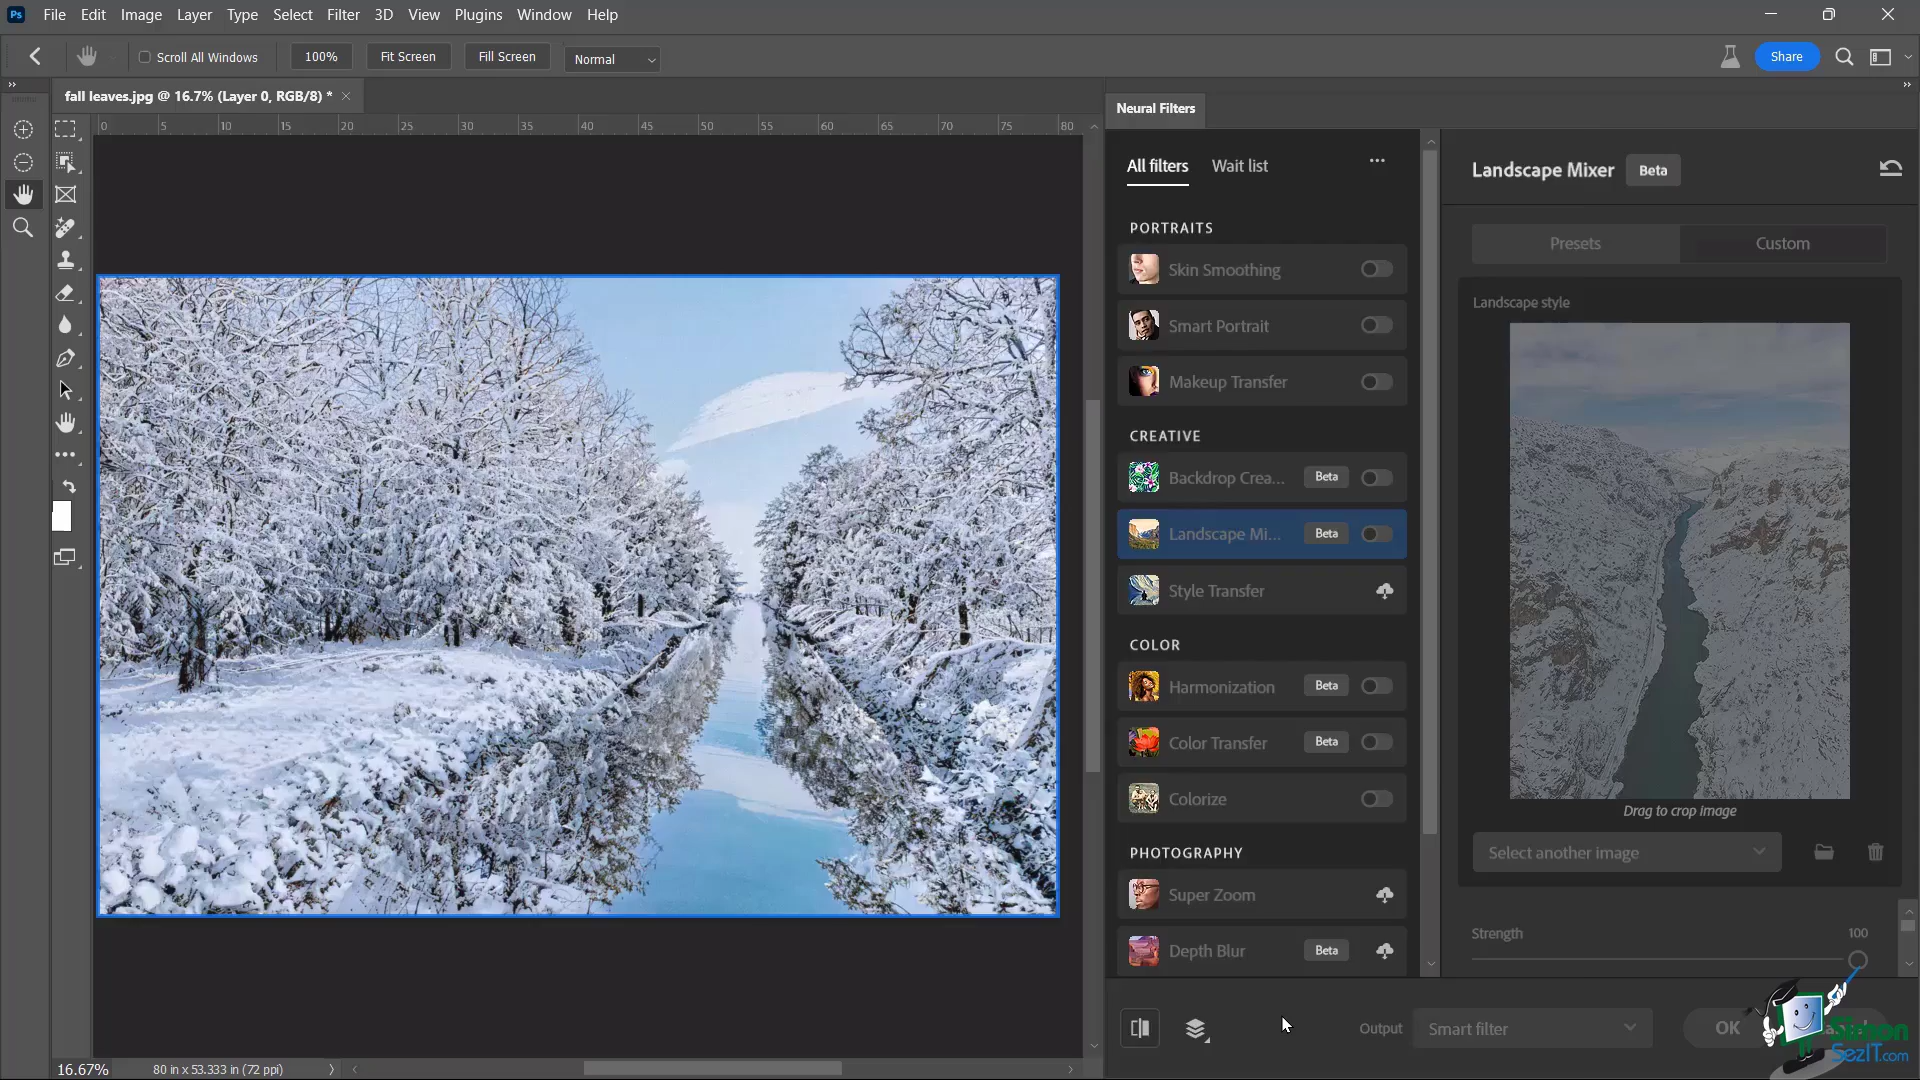 Ps File Edit Image Layer Type Select Filter 3D View Plugins Window Help
Scroll All Windows 100% Fit Screen Fill Screen Normal Share
fall leaves.jpg @ 16.7% (Layer 0, RGB/8) *
0 5 10 15 20 25 30 35 40 45 50 55 60 65 70 75 80
Neural Filters
All filters Wait list
PORTRAITS
Skin Smoothing
Smart Portrait
Makeup Transfer
CREATIVE
Backdrop Crea... Beta
Landscape Mi... Beta
Style Transfer
COLOR
Harmonization Beta
Color Transfer Beta
Colorize
PHOTOGRAPHY
Super Zoom
Depth Blur Beta
Landscape Mixer Beta
Presets Custom
Landscape style
Drag to crop image
Select another image
Strength 100
Output Smart filter OK
Simon
SezIT.com
16.67% 80 in x 53.333 in (72 ppi)